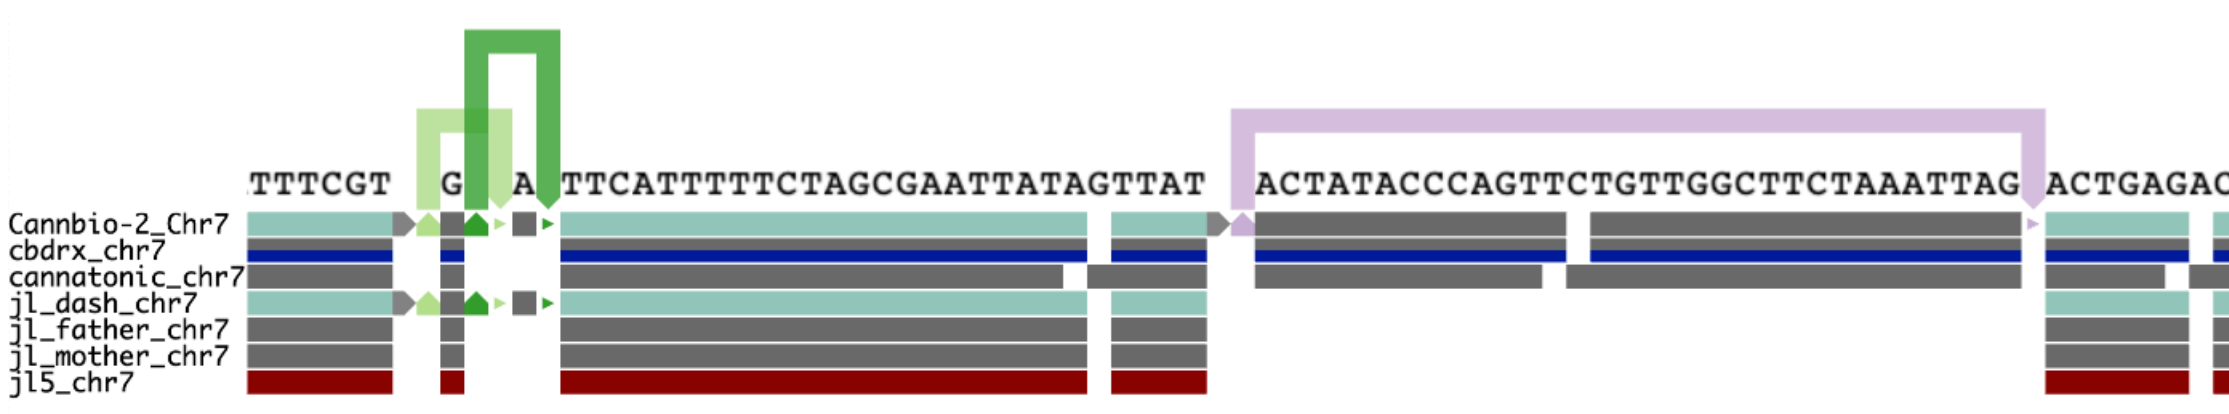 TTTCGT G A TTCATTTTTCTAGCGAATTATAGTTAT ACTATACCCAGTTCTGTTGGCTTCTAAATTAG ACTGAGAC
Cannbio-2_Chr7
cbdrx_chr7
cannatonic_chr7
jl_dash_chr7
jl_father_chr7
jl_mother_chr7
jl5_chr7